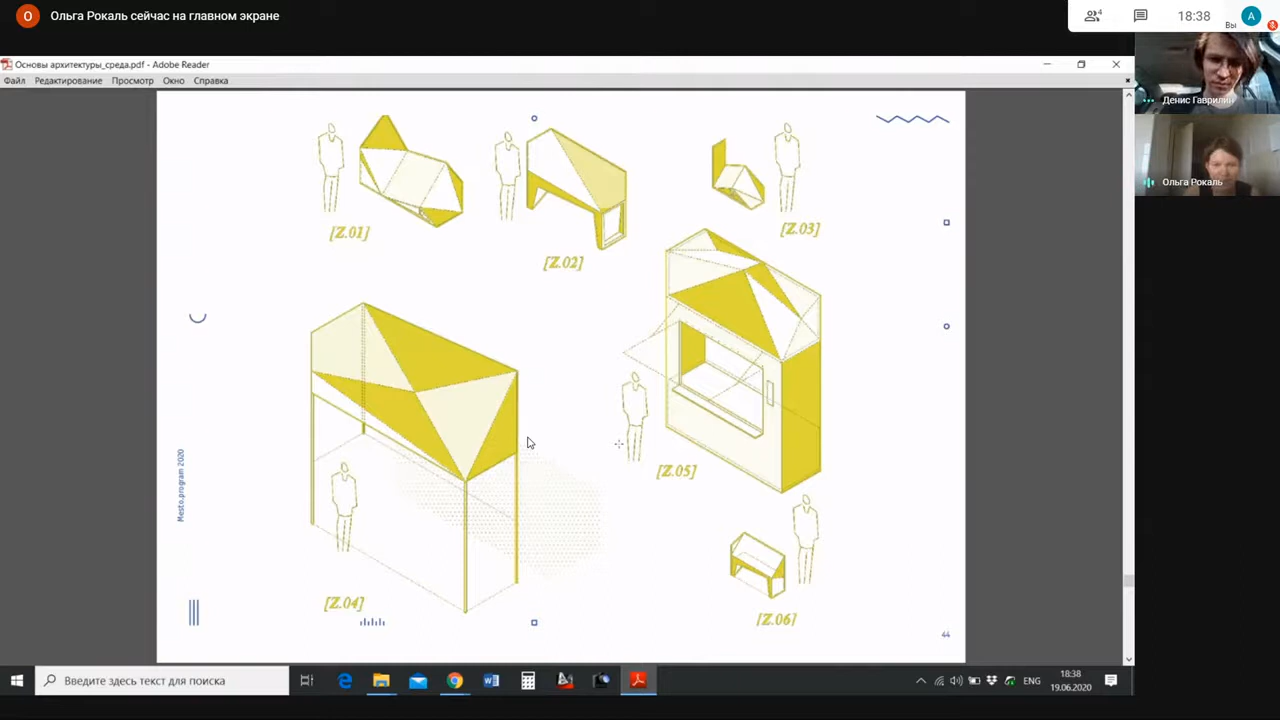 О
Ольга Рокаль сейчас на главном экране
4
18:38
Вы
А
Основы архитектуры_среда.pdf - Adobe Reader
Файл Редактирование Просмотр Окно Справка
Денис Гаврилин
Ольга Рокаль
[Z.01]
[Z.02]
[Z.03]
[Z.04]
[Z.05]
[Z.06]
Mesto.program 2020
44
Введите здесь текст для поиска
ENG
18:38
19.06.2020